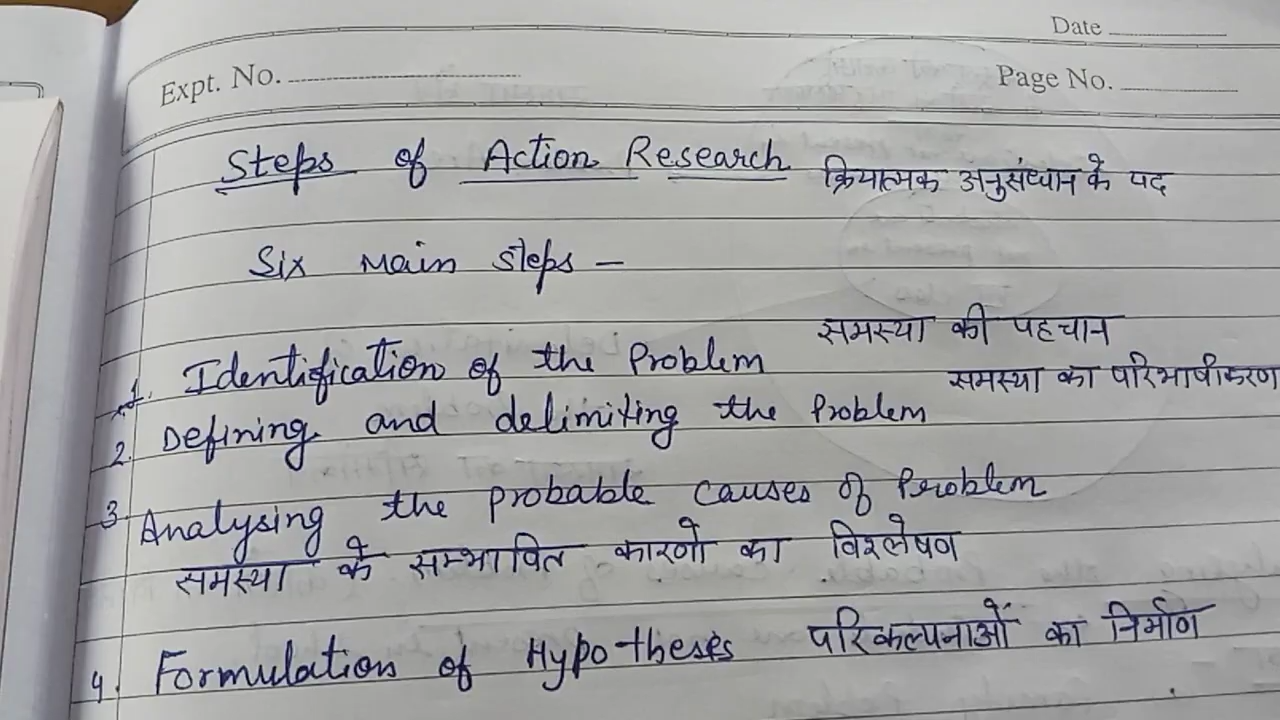 Date
Expt. No.
Page No.
Steps of Action Research क्रियात्मक अनुसंधान के पद
Six Main Steps –
1. Identification of the Problem समस्या की पहचान
2. Defining and delimiting the Problem समस्या का परिभाषीकरण
3. Analysing the probable causes of Problem
समस्या के सम्भावित कारणों का विश्लेषण
4. Formulation of Hypotheses परिकल्पनाओं का निर्माण